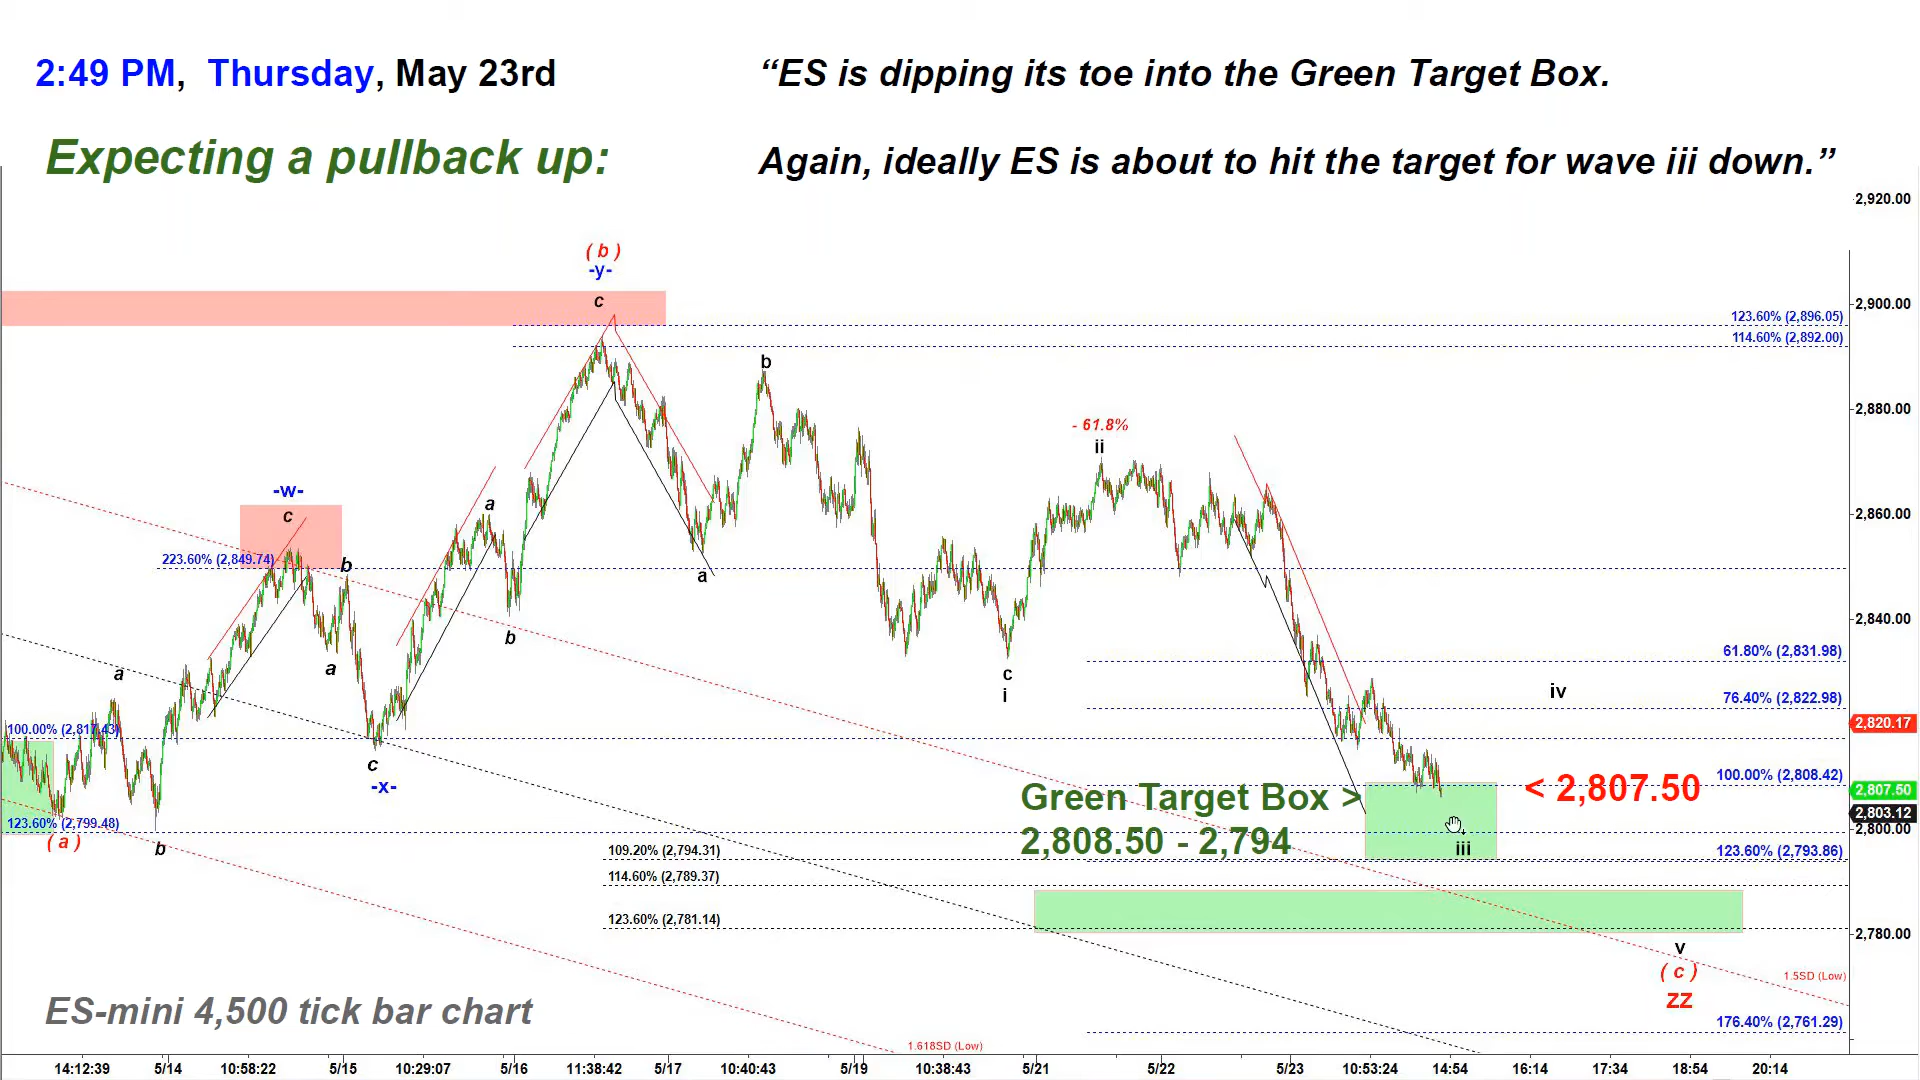 2:49 PM, Thursday, May 23rd
“ES is dipping its toe into the Green Target Box.
Expecting a pullback up:
Again, ideally ES is about to hit the target for wave iii down.”
2,920.00
( b )
-y-
c
2,900.00
123.60% (2,896.05)
114.60% (2,892.00)
b
2,880.00
- 61.8%
ii
-w-
c
a
2,860.00
223.60% (2,849.74)
b
a
2,840.00
b
61.80% (2,831.98)
a
a
c
i
iv
76.40% (2,822.98)
100.00% (2,817.43)
2,820.17
c
-x-
100.00% (2,808.42)
Green Target Box >
< 2,807.50
2,807.50
2,803.12
123.60% (2,799.48)
2,800.00
( a )
b
2,808.50 - 2,794
iii
109.20% (2,794.31)
123.60% (2,793.86)
114.60% (2,789.37)
123.60% (2,781.14)
2,780.00
v
( c )
1.5SD (Low)
zz
ES-mini 4,500 tick bar chart
176.40% (2,761.29)
1.618SD (Low)
14:12:39 5/14 10:58:22 5/15 10:29:07 5/16 11:38:42 5/17 10:40:43 5/19 10:38:43 5/21 5/22 5/23 10:53:24 14:54 16:14 17:34 18:54 20:14